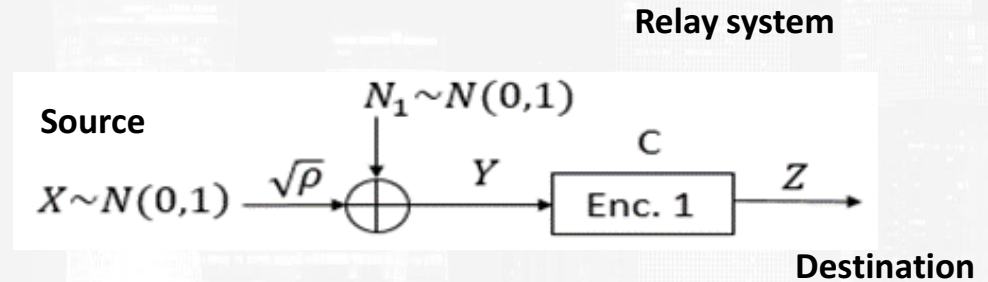 Relay system
N₁~N(0,1)
Source
C
X~N(0,1) √ρ Y Enc. 1 Z
Destination